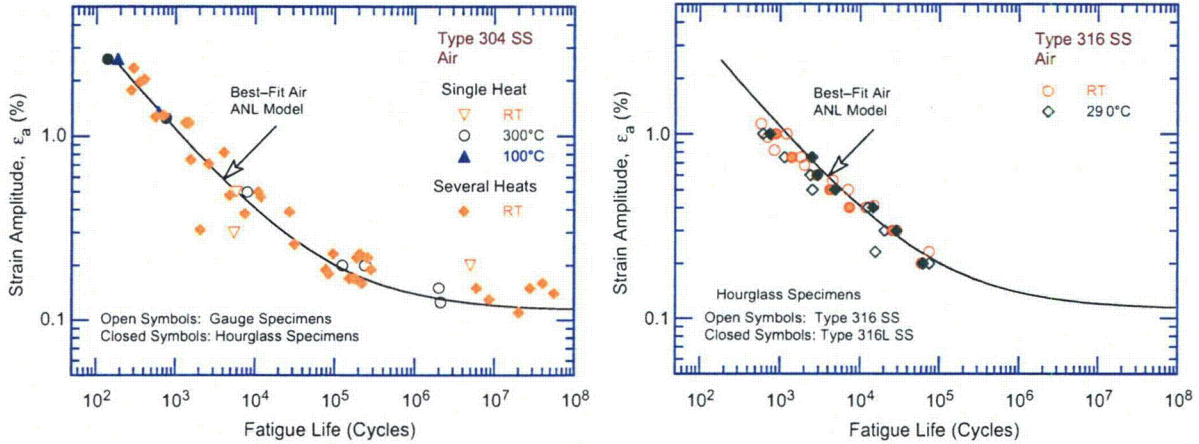 Type 304 SS
Air
Best–Fit Air
ANL Model
Single Heat
RT
300°C
100°C
Several Heats
RT
Open Symbols: Gauge Specimens
Closed Symbols: Hourglass Specimens
1.0
0.1
Strain Amplitude, εa (%)
10² 10³ 10⁴ 10⁵ 10⁶ 10⁷ 10⁸
Fatigue Life (Cycles)
Type 316 SS
Air
Best–Fit Air
ANL Model
RT
29 0°C
Hourglass Specimens
Open Symbols: Type 316 SS
Closed Symbols: Type 316L SS
1.0
0.1
Strain Amplitude, εa (%)
10² 10³ 10⁴ 10⁵ 10⁶ 10⁷ 10⁸
Fatigue Life (Cycles)